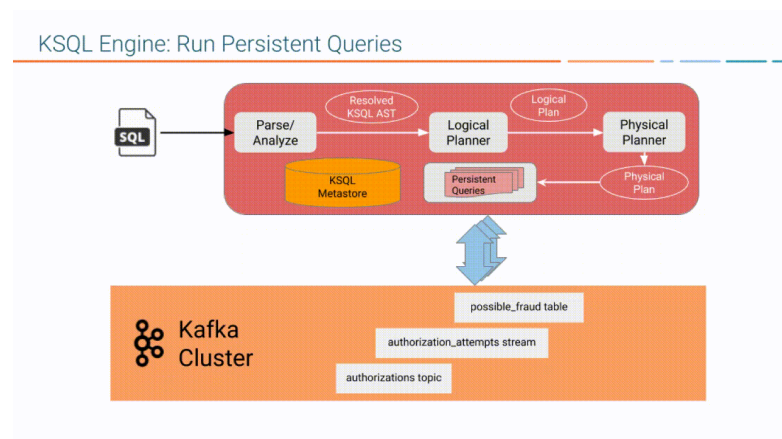 KSQL Engine: Run Persistent Queries
SQL
Parse/
Analyze
Resolved
KSQL AST
Logical
Planner
Logical
Plan
Physical
Planner
KSQL
Metastore
Persistent
Queries
Physical
Plan
Kafka
Cluster
possible_fraud table
authorization_attempts stream
authorizations topic